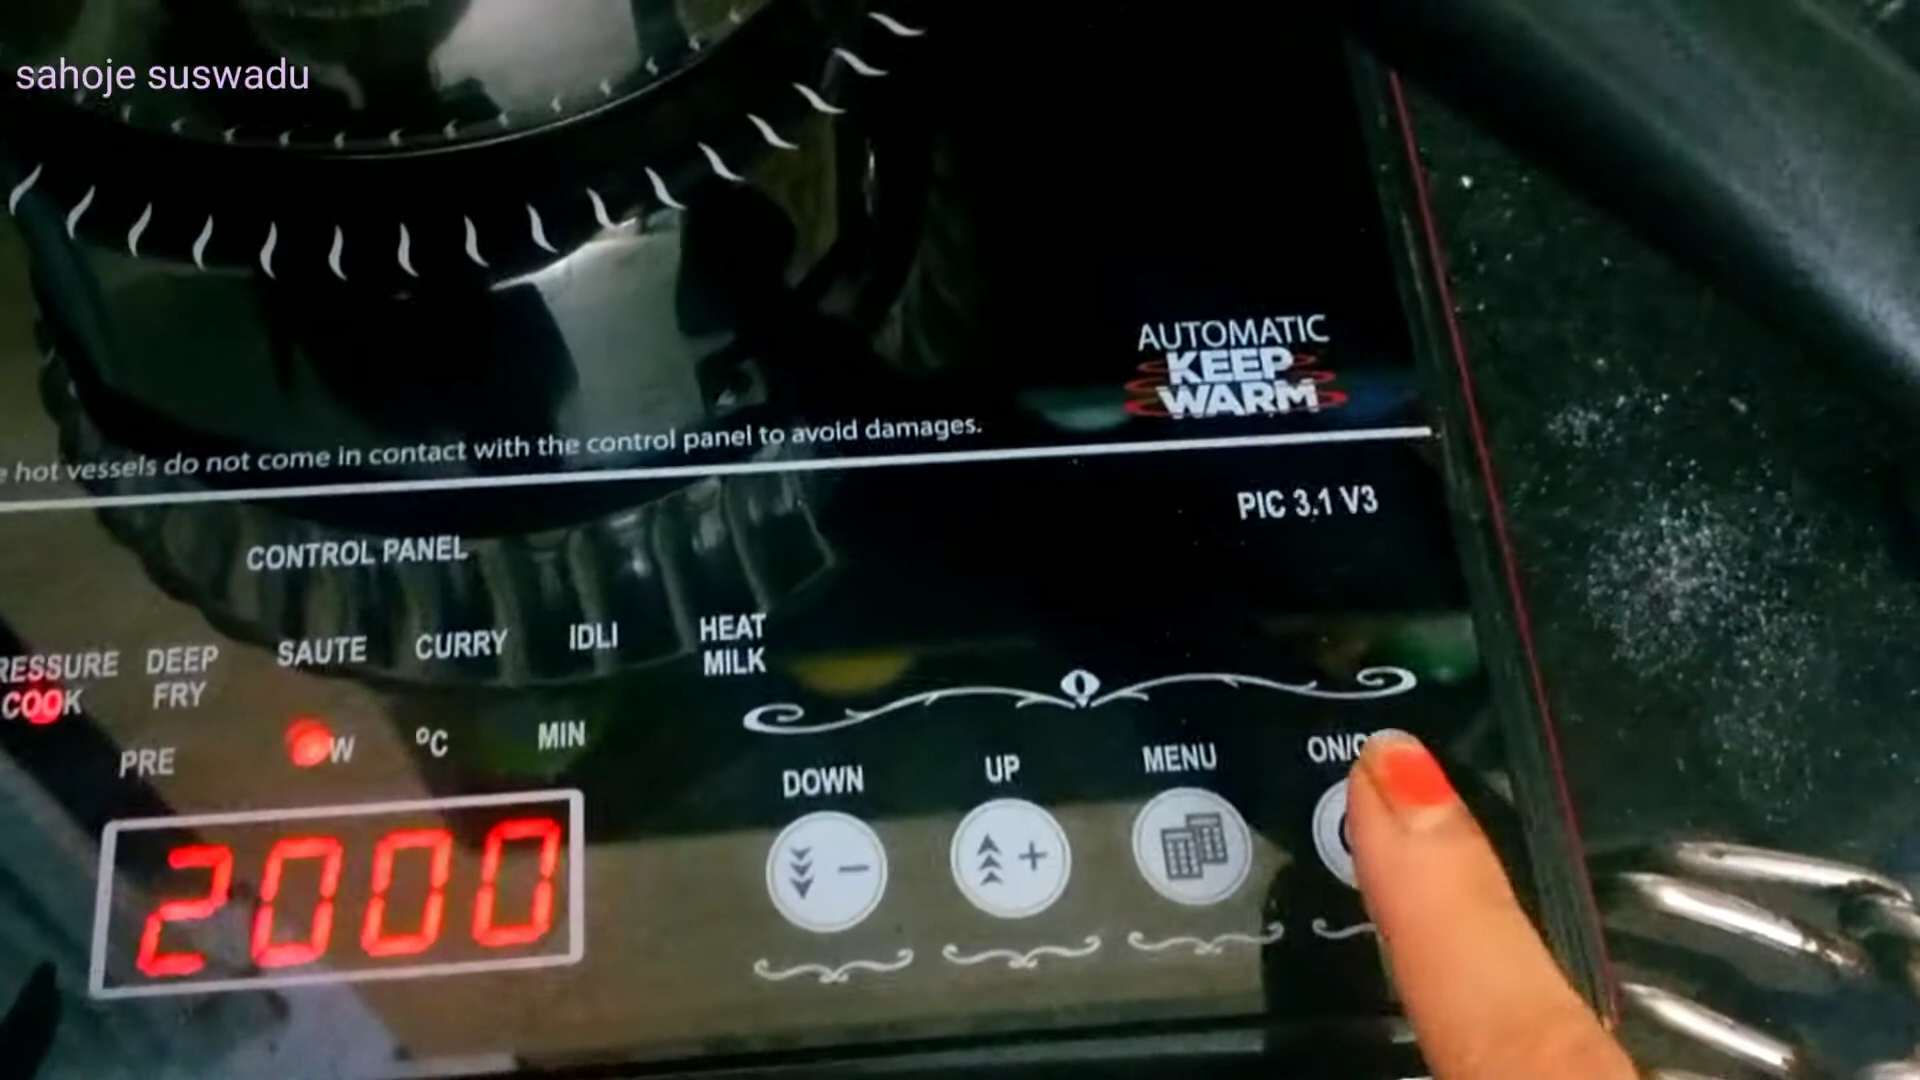 sahoje suswadu
AUTOMATIC
KEEP
WARM
hot vessels do not come in contact with the control panel to avoid damages.
PIC 3.1 V3
CONTROL PANEL
DEEP FRY
SAUTE
CURRY
IDLI
HEAT MILK
COOK
PRE
W
°C
MIN
DOWN
UP
MENU
2000